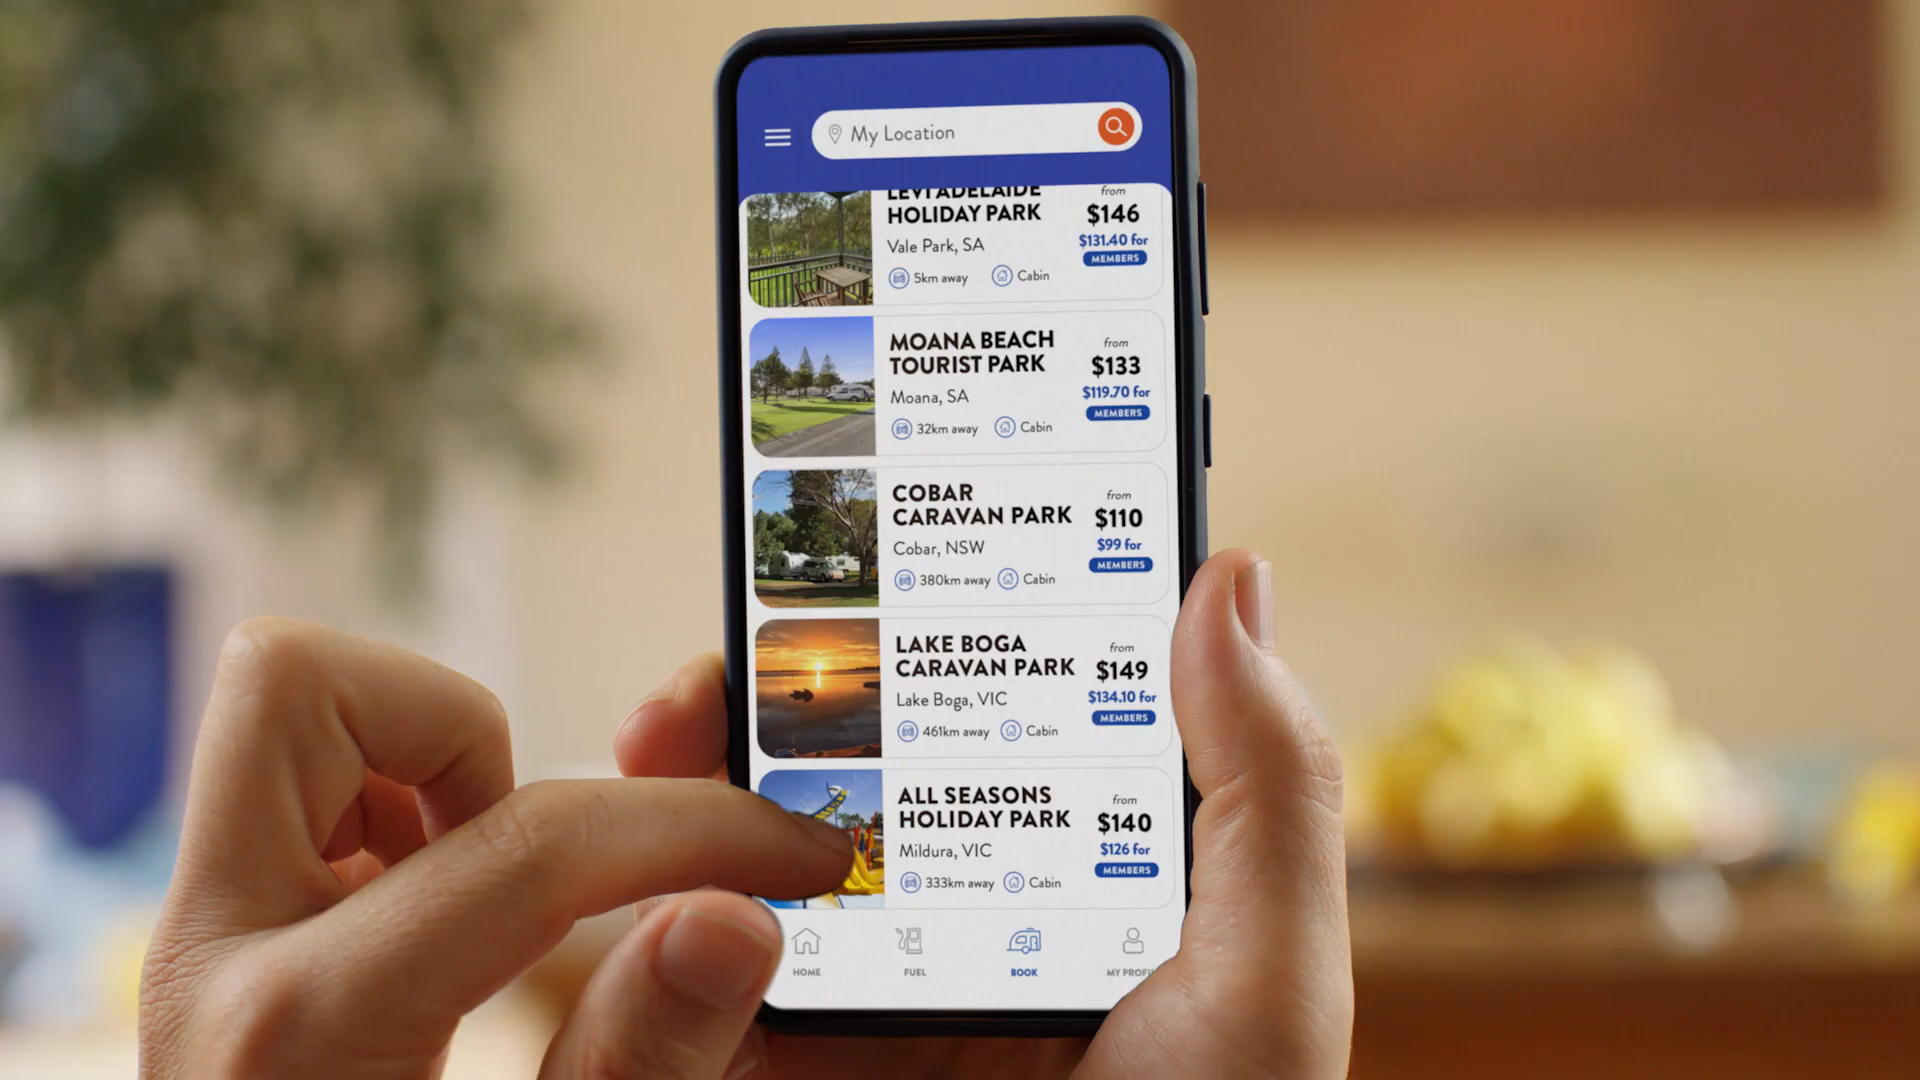 My Location
LEVI ADELAIDE
HOLIDAY PARK
Vale Park, SA
5km away
Cabin
from
$146
$131.40 for
MEMBERS
MOANA BEACH
TOURIST PARK
Moana, SA
32km away
Cabin
from
$133
$119.70 for
MEMBERS
COBAR
CARAVAN PARK
Cobar, NSW
380km away
Cabin
from
$110
$99 for
MEMBERS
LAKE BOGA
CARAVAN PARK
Lake Boga, VIC
461km away
Cabin
from
$149
$134.10 for
MEMBERS
ALL SEASONS
HOLIDAY PARK
Mildura, VIC
333km away
Cabin
from
$140
$126 for
MEMBERS
HOME
FUEL
BOOK
MY PROFI